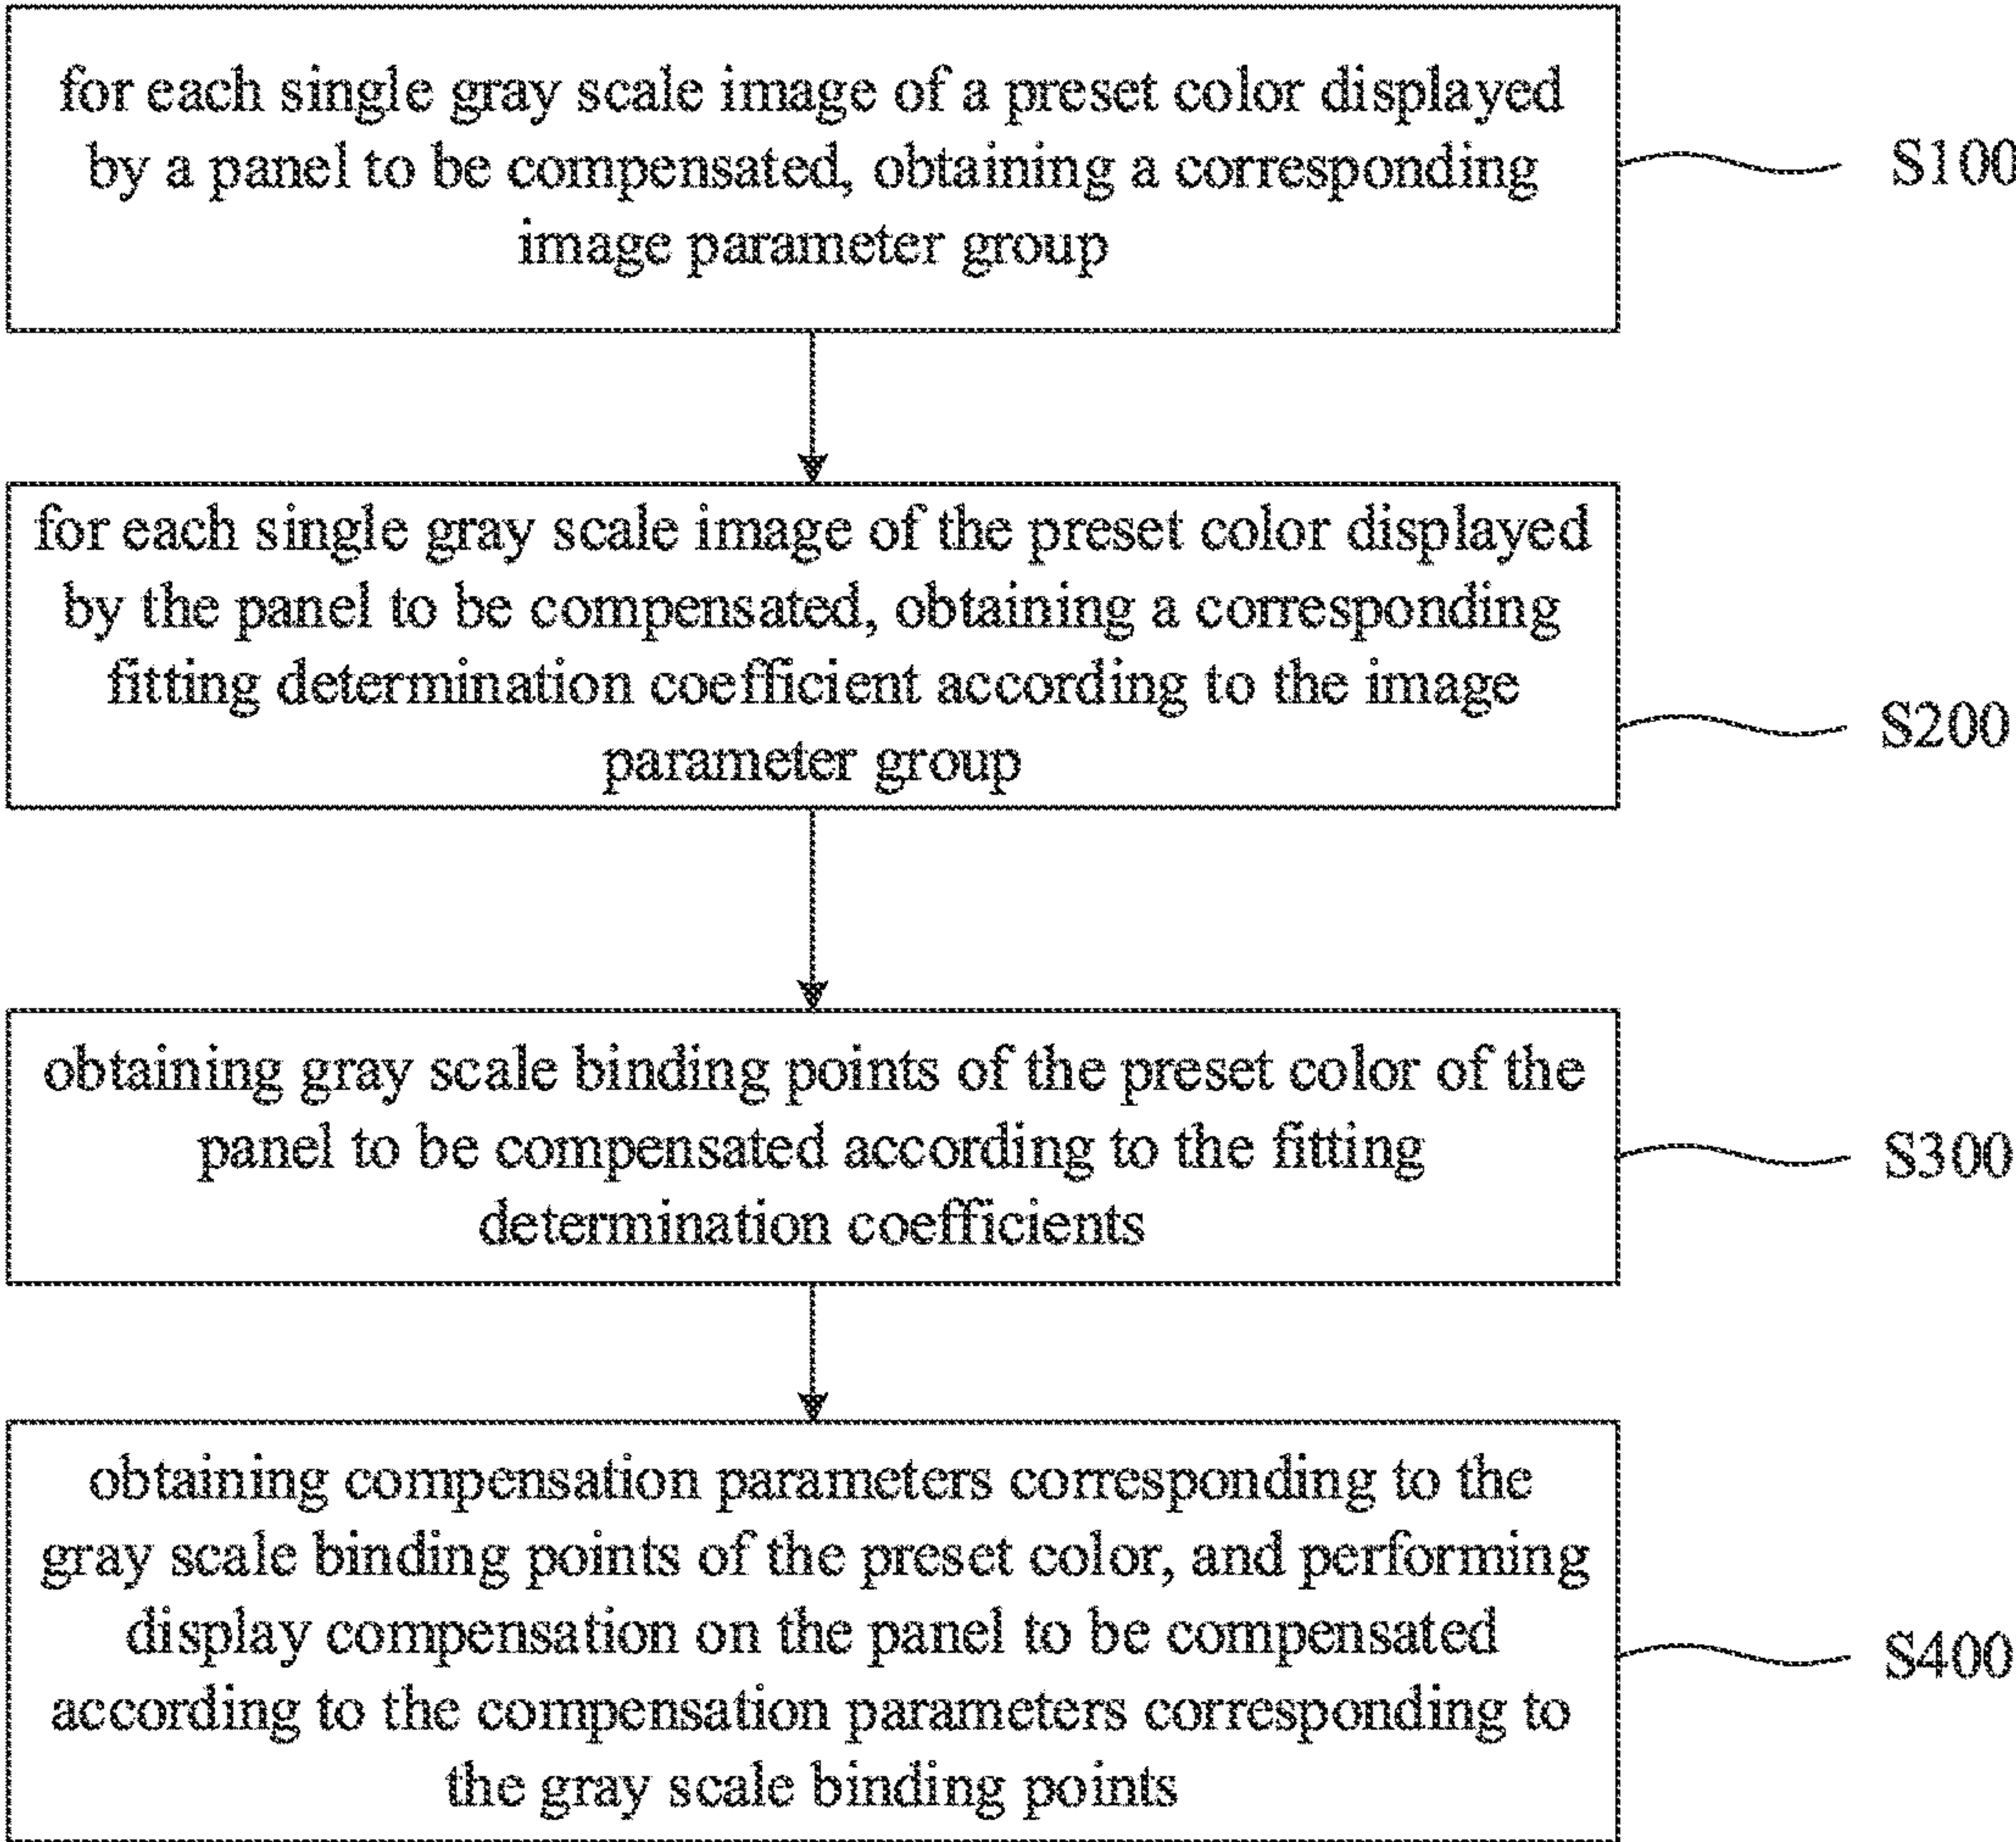 for each single gray scale image of a preset color displayed
by a panel to be compensated, obtaining a corresponding
image parameter group
S100
for each single gray scale image of the preset color displayed
by the panel to be compensated, obtaining a corresponding
fitting determination coefficient according to the image
parameter group
S200
obtaining gray scale binding points of the preset color of the
panel to be compensated according to the fitting
determination coefficients
S300
obtaining compensation parameters corresponding to the
gray scale binding points of the preset color, and performing
display compensation on the panel to be compensated
according to the compensation parameters corresponding to
the gray scale binding points
S400